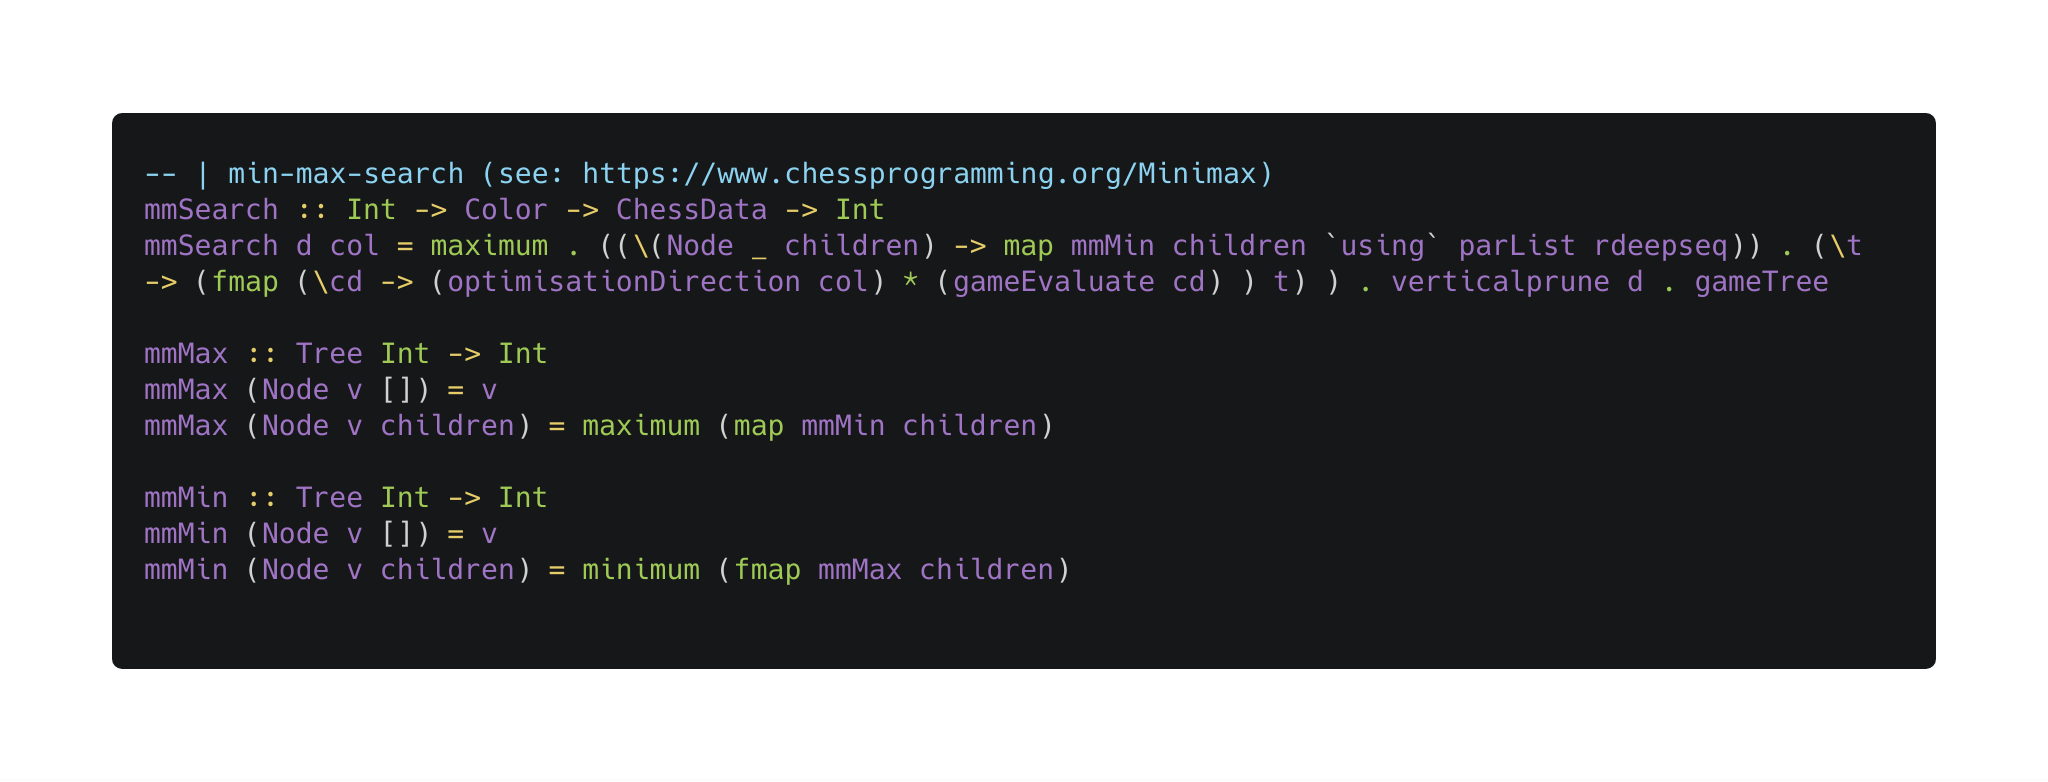 -- | min-max-search (see: https://www.chessprogramming.org/Minimax)
mmSearch :: Int -> Color -> ChessData -> Int
mmSearch d col = maximum . ((\(Node _ children) -> map mmMin children `using` parList rdeepseq)) . (\t
-> (fmap (\cd -> (optimisationDirection col) * (gameEvaluate cd) ) t) ) . verticalprune d . gameTree
mmMax :: Tree Int -> Int
mmMax (Node v []) = v
mmMax (Node v children) = maximum (map mmMin children)
mmMin :: Tree Int -> Int
mmMin (Node v []) = v
mmMin (Node v children) = minimum (fmap mmMax children)